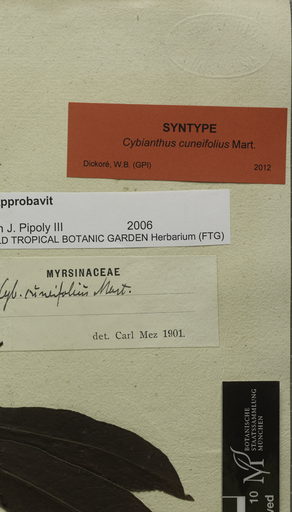 SYNTYPE
Cybianthus cuneifolius Mart.
Dickoré, W.B. (GPI) 2012
pprobavit
n J. Pipoly III 2006
LD TROPICAL BOTANIC GARDEN Herbarium (FTG)
MYRSINACEAE
Cyb. cuneifolius Mart.
det. Carl Mez 1901.
BOTANISCHE
STAATSSAMMLUNG
MÜNCHEN
M
10
ved